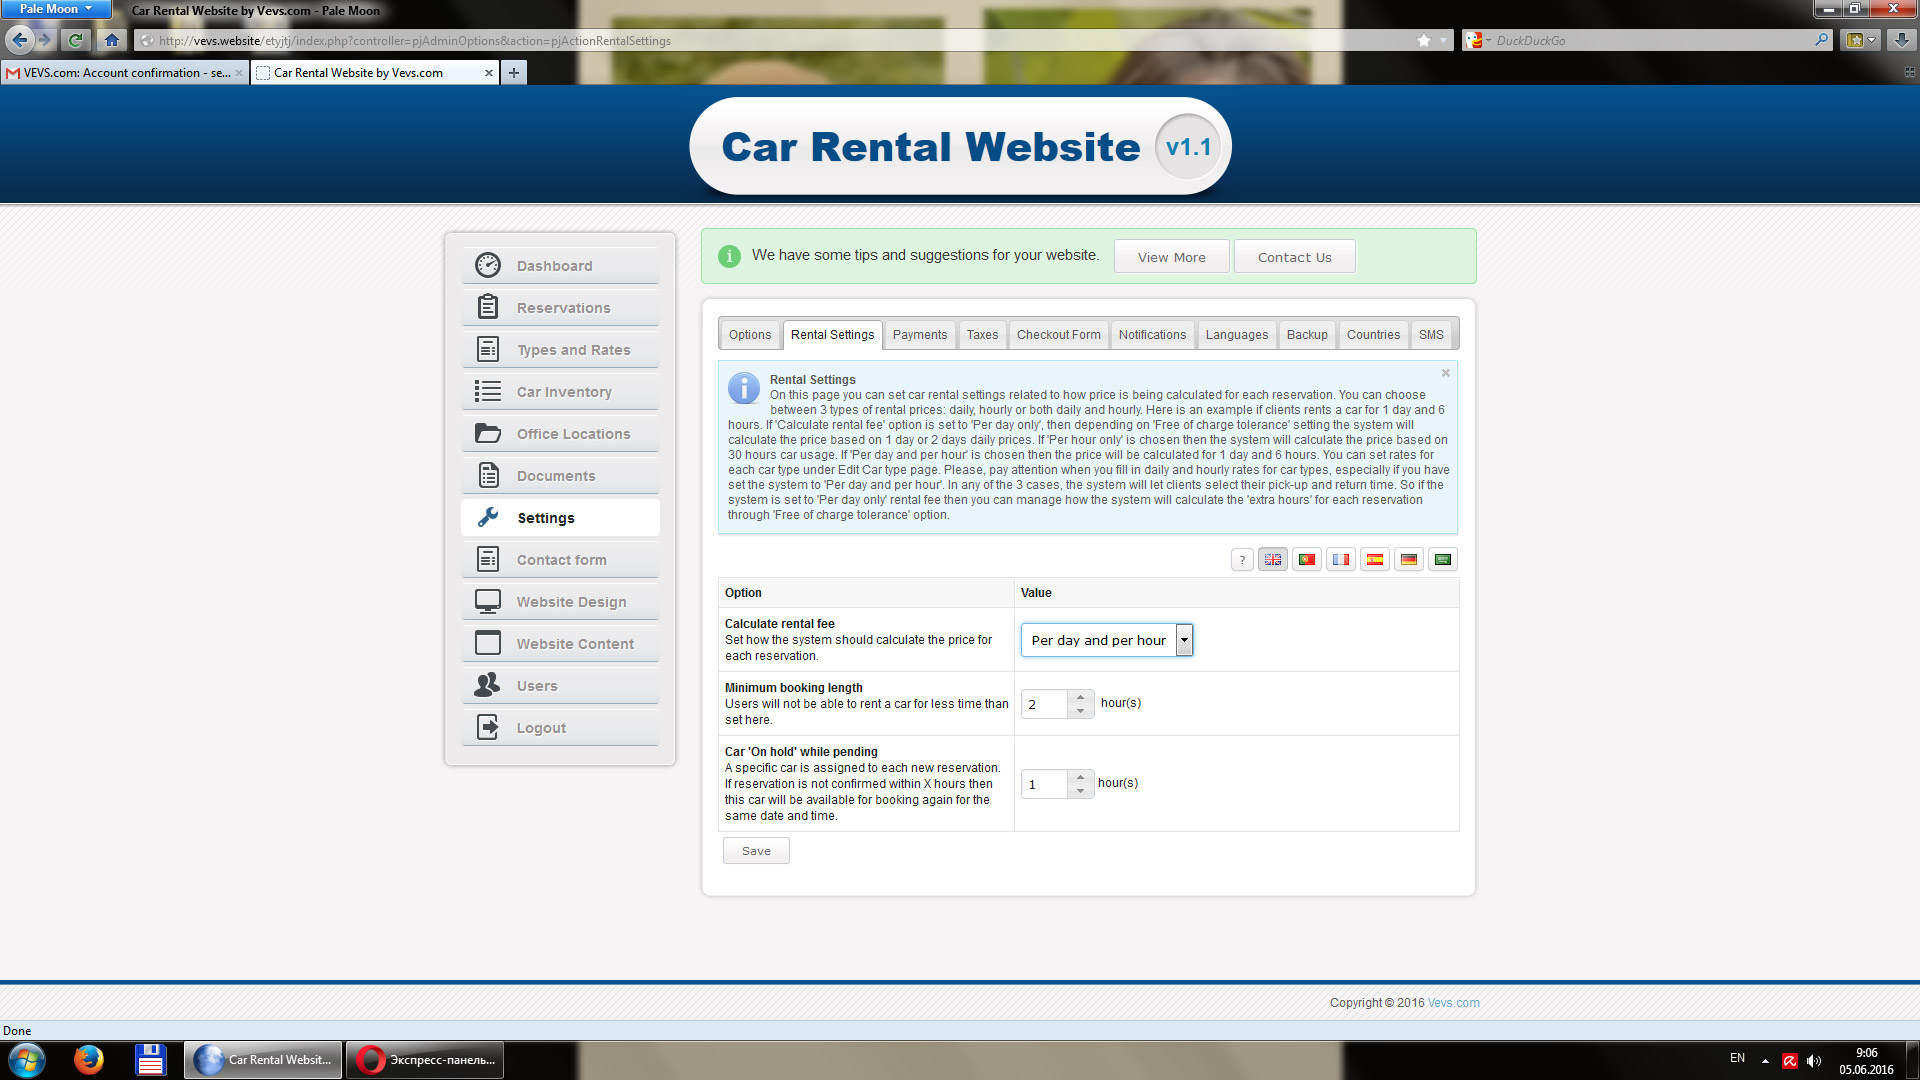 Pale Moon
Car Rental Website by Vevs.com - Pale Moon
http://vevs.website/etyjtj/index.php?controller=pjAdminOptions&action=pjActionRentalSettings
DuckDuckGo
VEVS.com: Account confirmation - se...
Car Rental Website by Vevs.com
Car Rental Website v1.1
Dashboard
Reservations
Types and Rates
Car Inventory
Office Locations
Documents
Settings
Contact form
Website Design
Website Content
Users
Logout
We have some tips and suggestions for your website.
View More
Contact Us
Options
Rental Settings
Payments
Taxes
Checkout Form
Notifications
Languages
Backup
Countries
SMS
Rental Settings
On this page you can set car rental settings related to how price is being calculated for each reservation. You can choose
between 3 types of rental prices: daily, hourly or both daily and hourly. Here is an example if clients rents a car for 1 day and 6
hours. If 'Calculate rental fee' option is set to 'Per day only', then depending on 'Free of charge tolerance' setting the system will
calculate the price based on 1 day or 2 days daily prices. If 'Per hour only' is chosen then the system will calculate the price based on
30 hours car usage. If 'Per day and per hour' is chosen then the price will be calculated for 1 day and 6 hours. You can set rates for
each car type under Edit Car type page. Please, pay attention when you fill in daily and hourly rates for car types, especially if you have
set the system to 'Per day and per hour'. In any of the 3 cases, the system will let clients select their pick-up and return time. So if the
system is set to 'Per day only' rental fee then you can manage how the system will calculate the 'extra hours' for each reservation
through 'Free of charge tolerance' option.
?
Option
Value
Calculate rental fee
Set how the system should calculate the price for
each reservation.
Per day and per hour
Minimum booking length
Users will not be able to rent a car for less time than
set here.
2 hour(s)
Car 'On hold' while pending
A specific car is assigned to each new reservation.
If reservation is not confirmed within X hours then
this car will be available for booking again for the
same date and time.
1 hour(s)
Save
Copyright © 2016 Vevs.com
Done
Car Rental Websit...
Экспресс-панель...
EN
9:06
05.06.2016